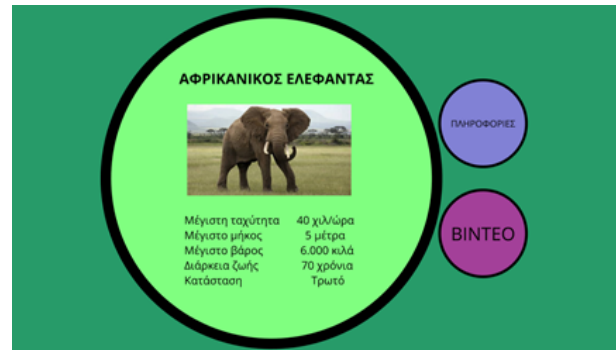 ΑΦΡΙΚΑΝΙΚΟΣ ΕΛΕΦΑΝΤΑΣ
Μέγιστη ταχύτητα 40 χιλ/ώρα
Μέγιστο μήκος 5 μέτρα
Μέγιστο βάρος 6.000 κιλά
Διάρκεια ζωής 70 χρόνια
Κατάσταση Τρωτό
ΠΛΗΡΟΦΟΡΙΕΣ
ΒΙΝΤΕΟ